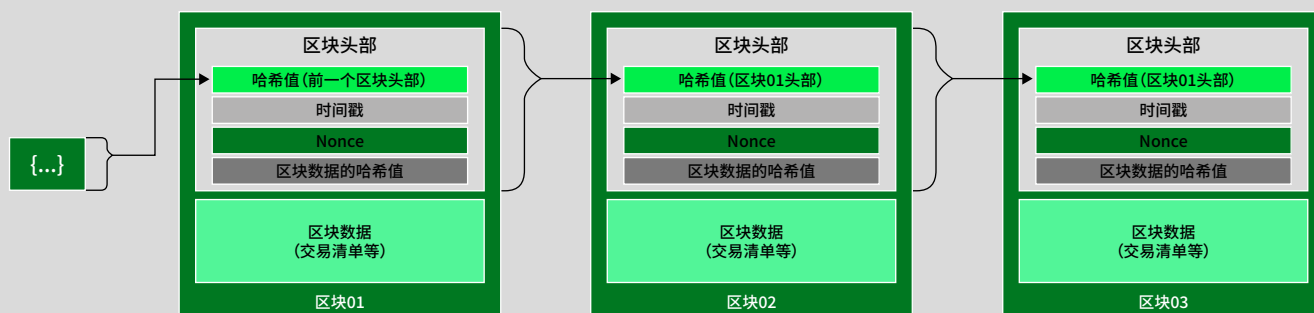 {...}
区块头部
哈希值(前一个区块头部)
时间戳
Nonce
区块数据的哈希值
区块数据
(交易清单等)
区块01
区块头部
哈希值(区块01头部)
时间戳
Nonce
区块数据的哈希值
区块数据
(交易清单等)
区块02
区块头部
哈希值(区块01头部)
时间戳
Nonce
区块数据的哈希值
区块数据
(交易清单等)
区块03